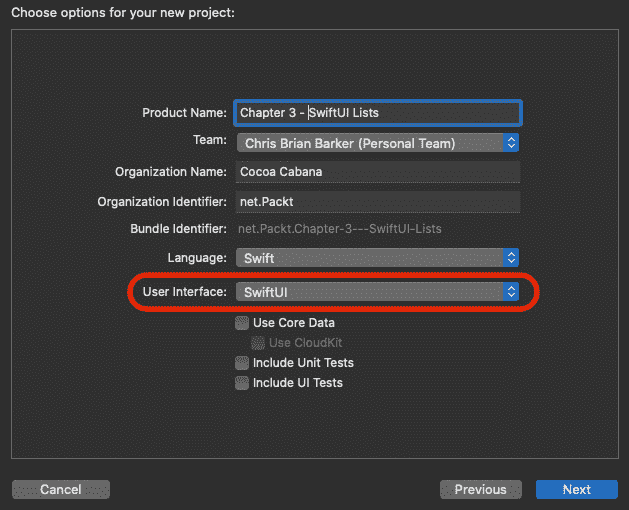 Choose options for your new project:
Product Name: Chapter 3 - SwiftUI Lists
Team: Chris Brian Barker (Personal Team)
Organization Name: Cocoa Cabana
Organization Identifier: net.Packt
Bundle Identifier: net.Packt.Chapter-3---SwiftUI-Lists
Language: Swift
User Interface: SwiftUI
Use Core Data
Use CloudKit
Include Unit Tests
Include UI Tests
Cancel Previous Next